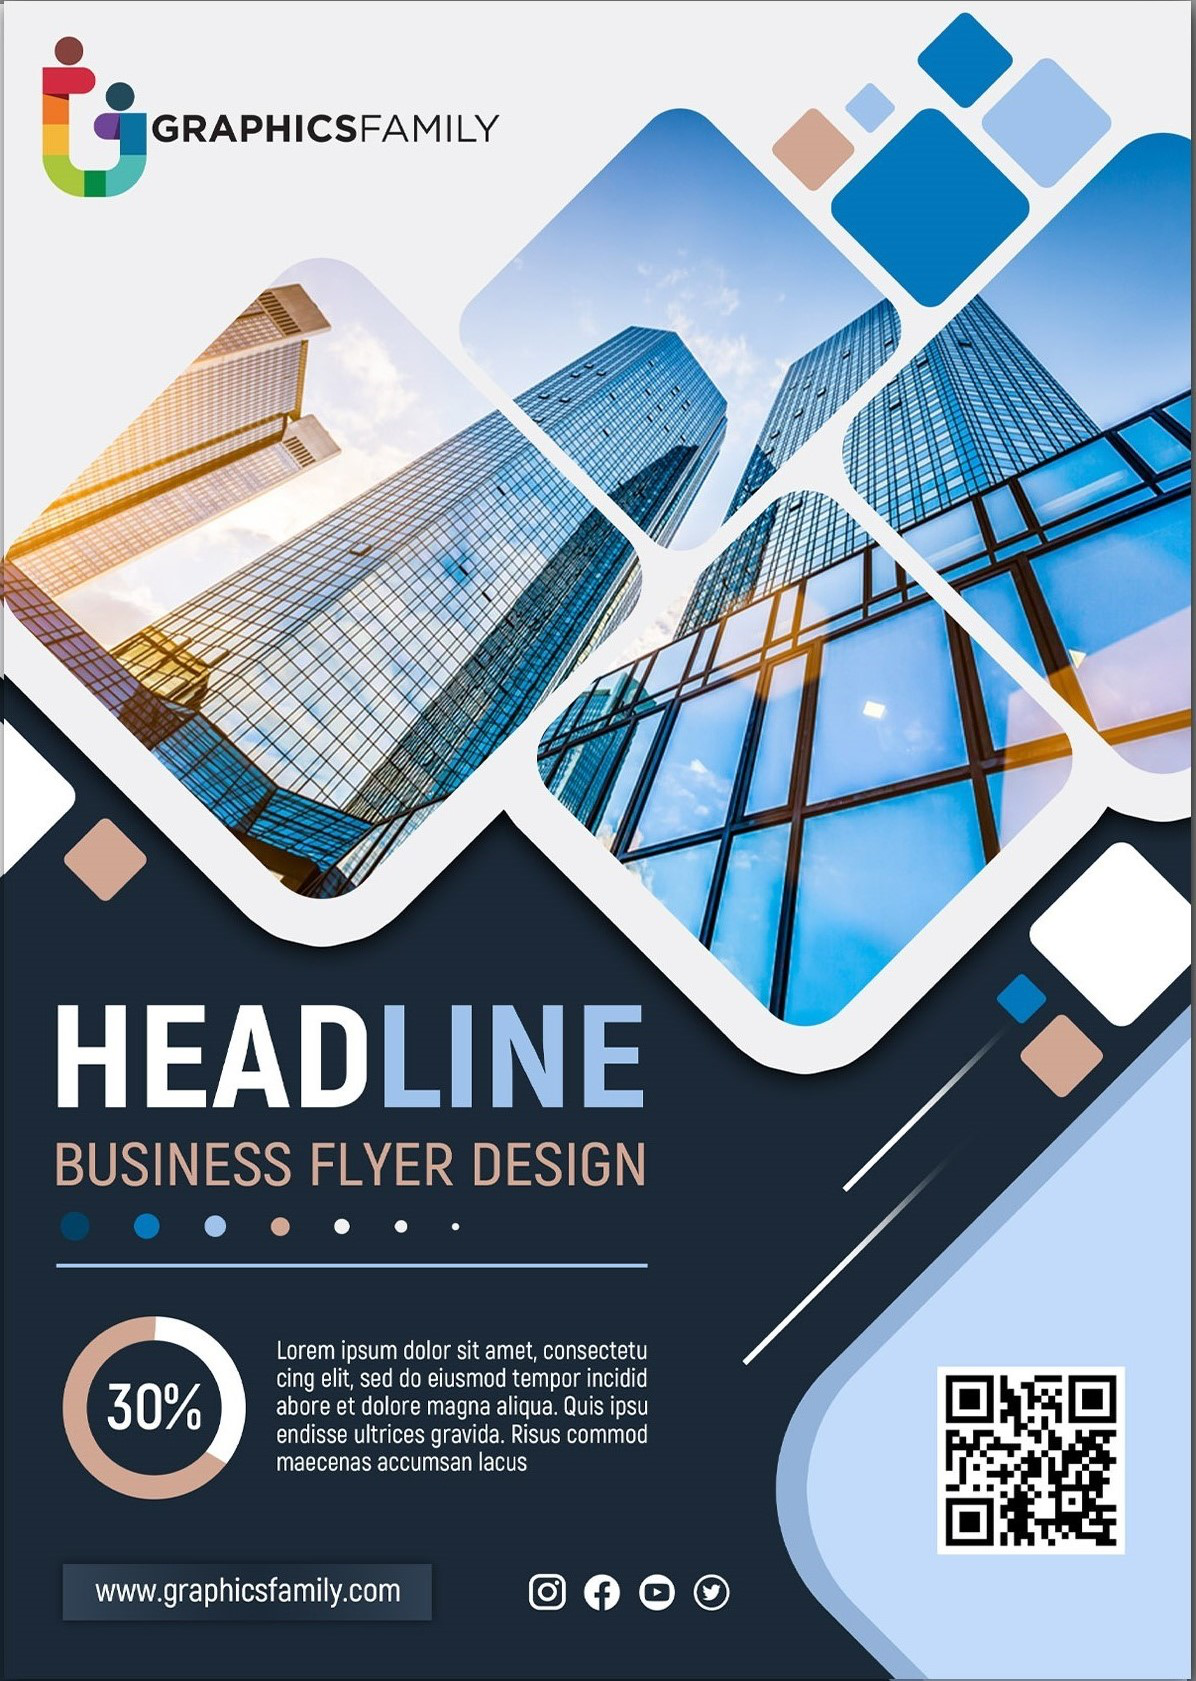 GRAPHICSFAMILY
HEADLINE
BUSINESS FLYER DESIGN
30%
Lorem ipsum dolor sit amet, consectetu
cing elit, sed do eiusmod tempor incidid
abore et dolore magna aliqua. Quis ipsu
endisse ultrices gravida. Risus commod
maecenas accumsan lacus
www.graphicsfamily.com